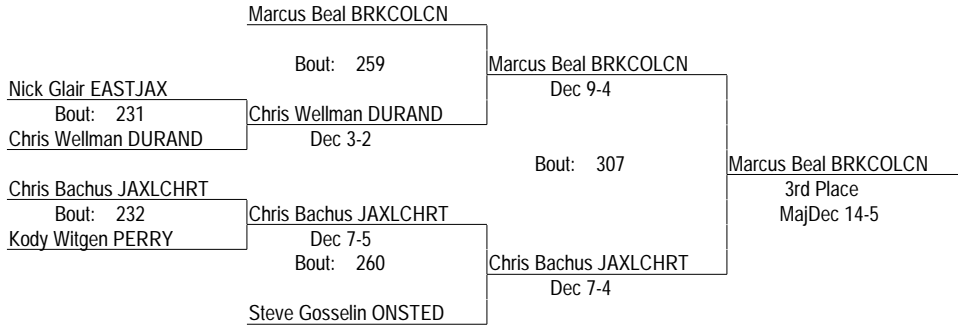 Marcus Beal BRKCOLCN
Bout: 259
Marcus Beal BRKCOLCN
Nick Glair EASTJAX
Dec 9-4
Bout: 231
Chris Wellman DURAND
Chris Wellman DURAND
Dec 3-2
Bout: 307
Marcus Beal BRKCOLCN
Chris Bachus JAXLCHRT
3rd Place
Bout: 232
Chris Bachus JAXLCHRT
MajDec 14-5
Kody Witgen PERRY
Dec 7-5
Bout: 260
Chris Bachus JAXLCHRT
Dec 7-4
Steve Gosselin ONSTED